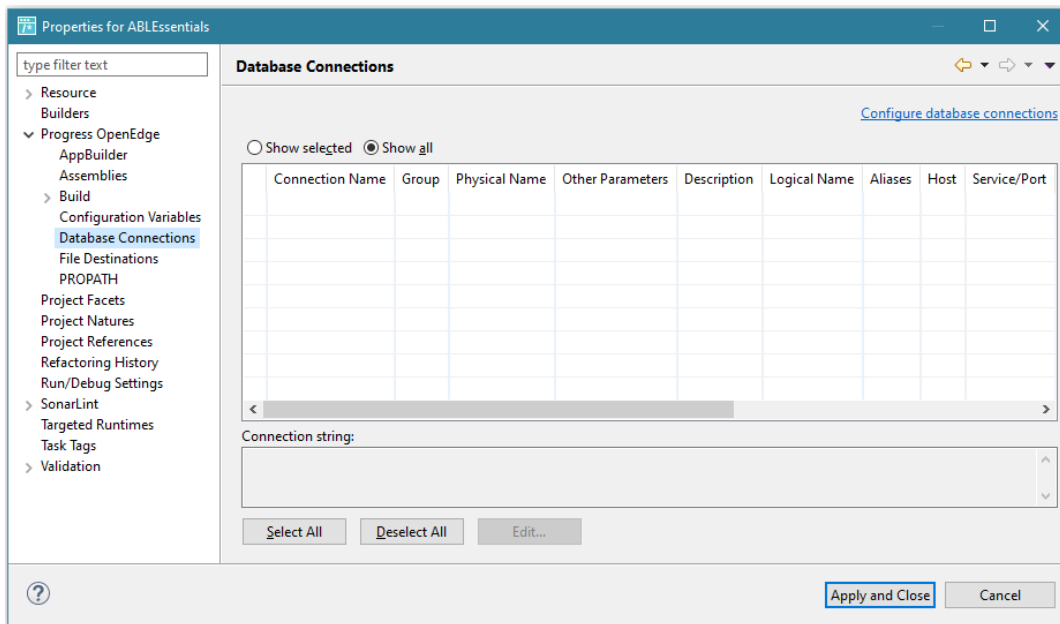 Properties for ABLEssentials
type filter text
Resource
Builders
Progress OpenEdge
AppBuilder
Assemblies
Build
Configuration Variables
Database Connections
File Destinations
PROPATH
Project Facets
Project Natures
Project References
Refactoring History
Run/Debug Settings
SonarLint
Targeted Runtimes
Task Tags
Validation
Database Connections
Configure database connections
Show selected Show all
Connection Name Group Physical Name Other Parameters Description Logical Name Aliases Host Service/Port
Connection string:
Select All Deselect All Edit...
? Apply and Close Cancel